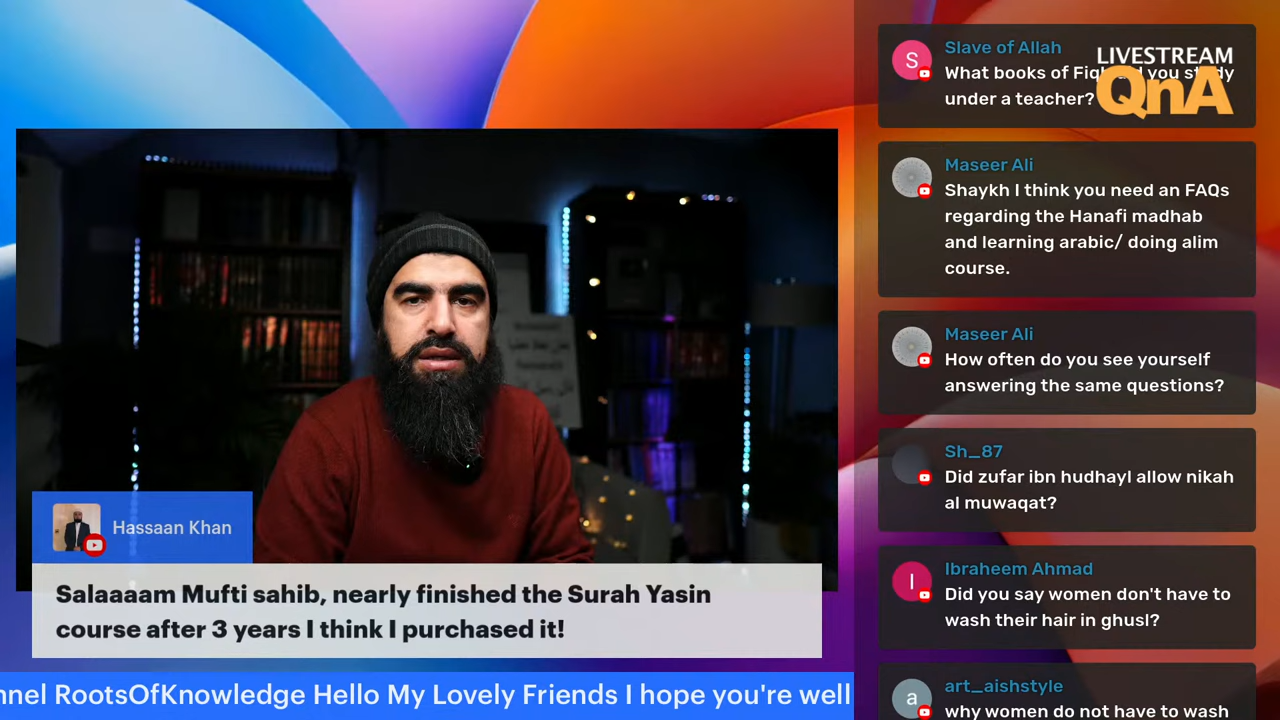 Hassaan Khan
Salaaaam Mufti sahib, nearly finished the Surah Yasin
course after 3 years I think I purchased it!
nnel RootsOfKnowledge Hello My Lovely Friends I hope you're well
LIVESTREAM
QnA
S
Slave of Allah
What books of Fiqh did you study
under a teacher?
Maseer Ali
Shaykh I think you need an FAQs
regarding the Hanafi madhab
and learning arabic/ doing alim
course.
Maseer Ali
How often do you see yourself
answering the same questions?
Sh_87
Did zufar ibn hudhayl allow nikah
al muwaqat?
I
Ibraheem Ahmad
Did you say women don't have to
wash their hair in ghusl?
a
art_aishstyle
why women do not have to wash